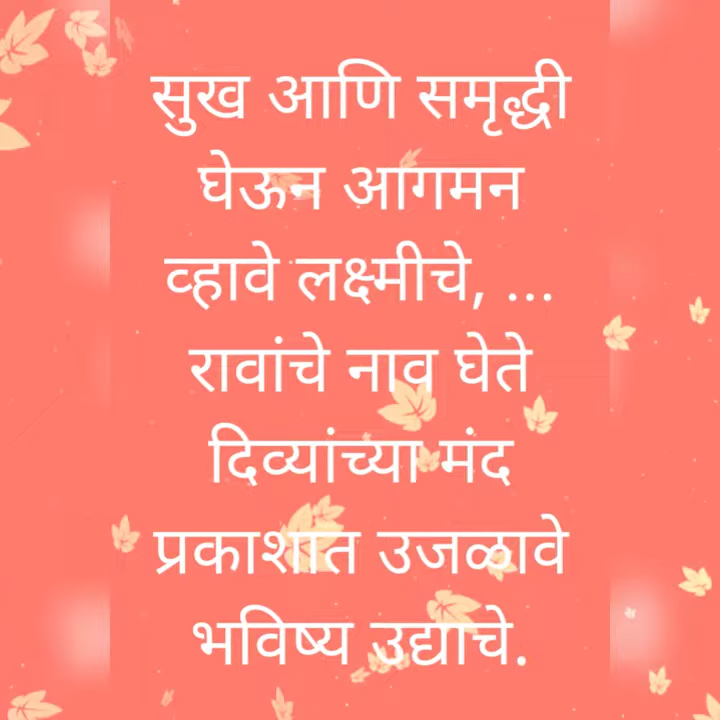 सुख आणि समृद्धी
घेऊन आगमन
व्हावे लक्ष्मीचे, ...
रावांचे नाव घेते
दिव्यांच्या मंद
प्रकाशात उजळावे
भविष्य उद्याचे.